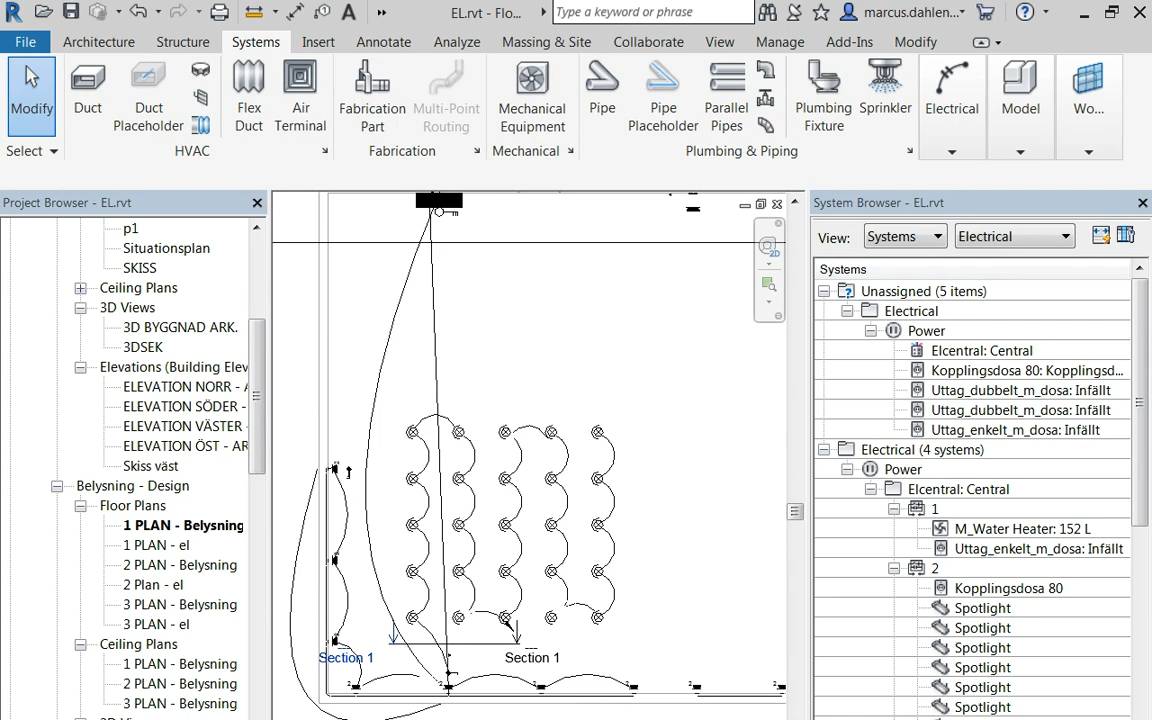 EL.rvt - Flo...
Type a keyword or phrase
marcus.dahlen...
File Architecture Structure Systems Insert Annotate Analyze Massing & Site Collaborate View Manage Add-Ins Modify
Modify
Duct
Duct Placeholder
Flex Duct
Air Terminal
Fabrication Part
Multi-Point Routing
Mechanical Equipment
Pipe
Pipe Placeholder
Parallel Pipes
Plumbing Fixture
Sprinkler
Electrical
Model
Wo...
Select HVAC Fabrication Mechanical Plumbing & Piping
Project Browser - EL.rvt
p1
Situationsplan
SKISS
Ceiling Plans
3D Views
3D BYGGNAD ARK.
3DSEK
Elevations (Building Elev
ELEVATION NORR - A
ELEVATION SÖDER -
ELEVATION VÄSTER -
ELEVATION ÖST - AR
Skiss väst
Belysning - Design
Floor Plans
1 PLAN - Belysning
1 PLAN - el
2 PLAN - Belysning
2 Plan - el
3 PLAN - Belysning
3 PLAN - el
Ceiling Plans
1 PLAN - Belysning
2 PLAN - Belysning
3 PLAN - Belysning
2D
Section 1
Section 1
2 2 2 2 2 2
System Browser - EL.rvt
View: Systems Electrical
Systems
Unassigned (5 items)
Electrical
Power
Elcentral: Central
Kopplingsdosa 80: Kopplingsd...
Uttag_dubbelt_m_dosa: Infällt
Uttag_dubbelt_m_dosa: Infällt
Uttag_enkelt_m_dosa: Infällt
Electrical (4 systems)
Power
Elcentral: Central
1
M_Water Heater: 152 L
Uttag_enkelt_m_dosa: Infällt
2
Kopplingsdosa 80
Spotlight
Spotlight
Spotlight
Spotlight
Spotlight
Spotlight